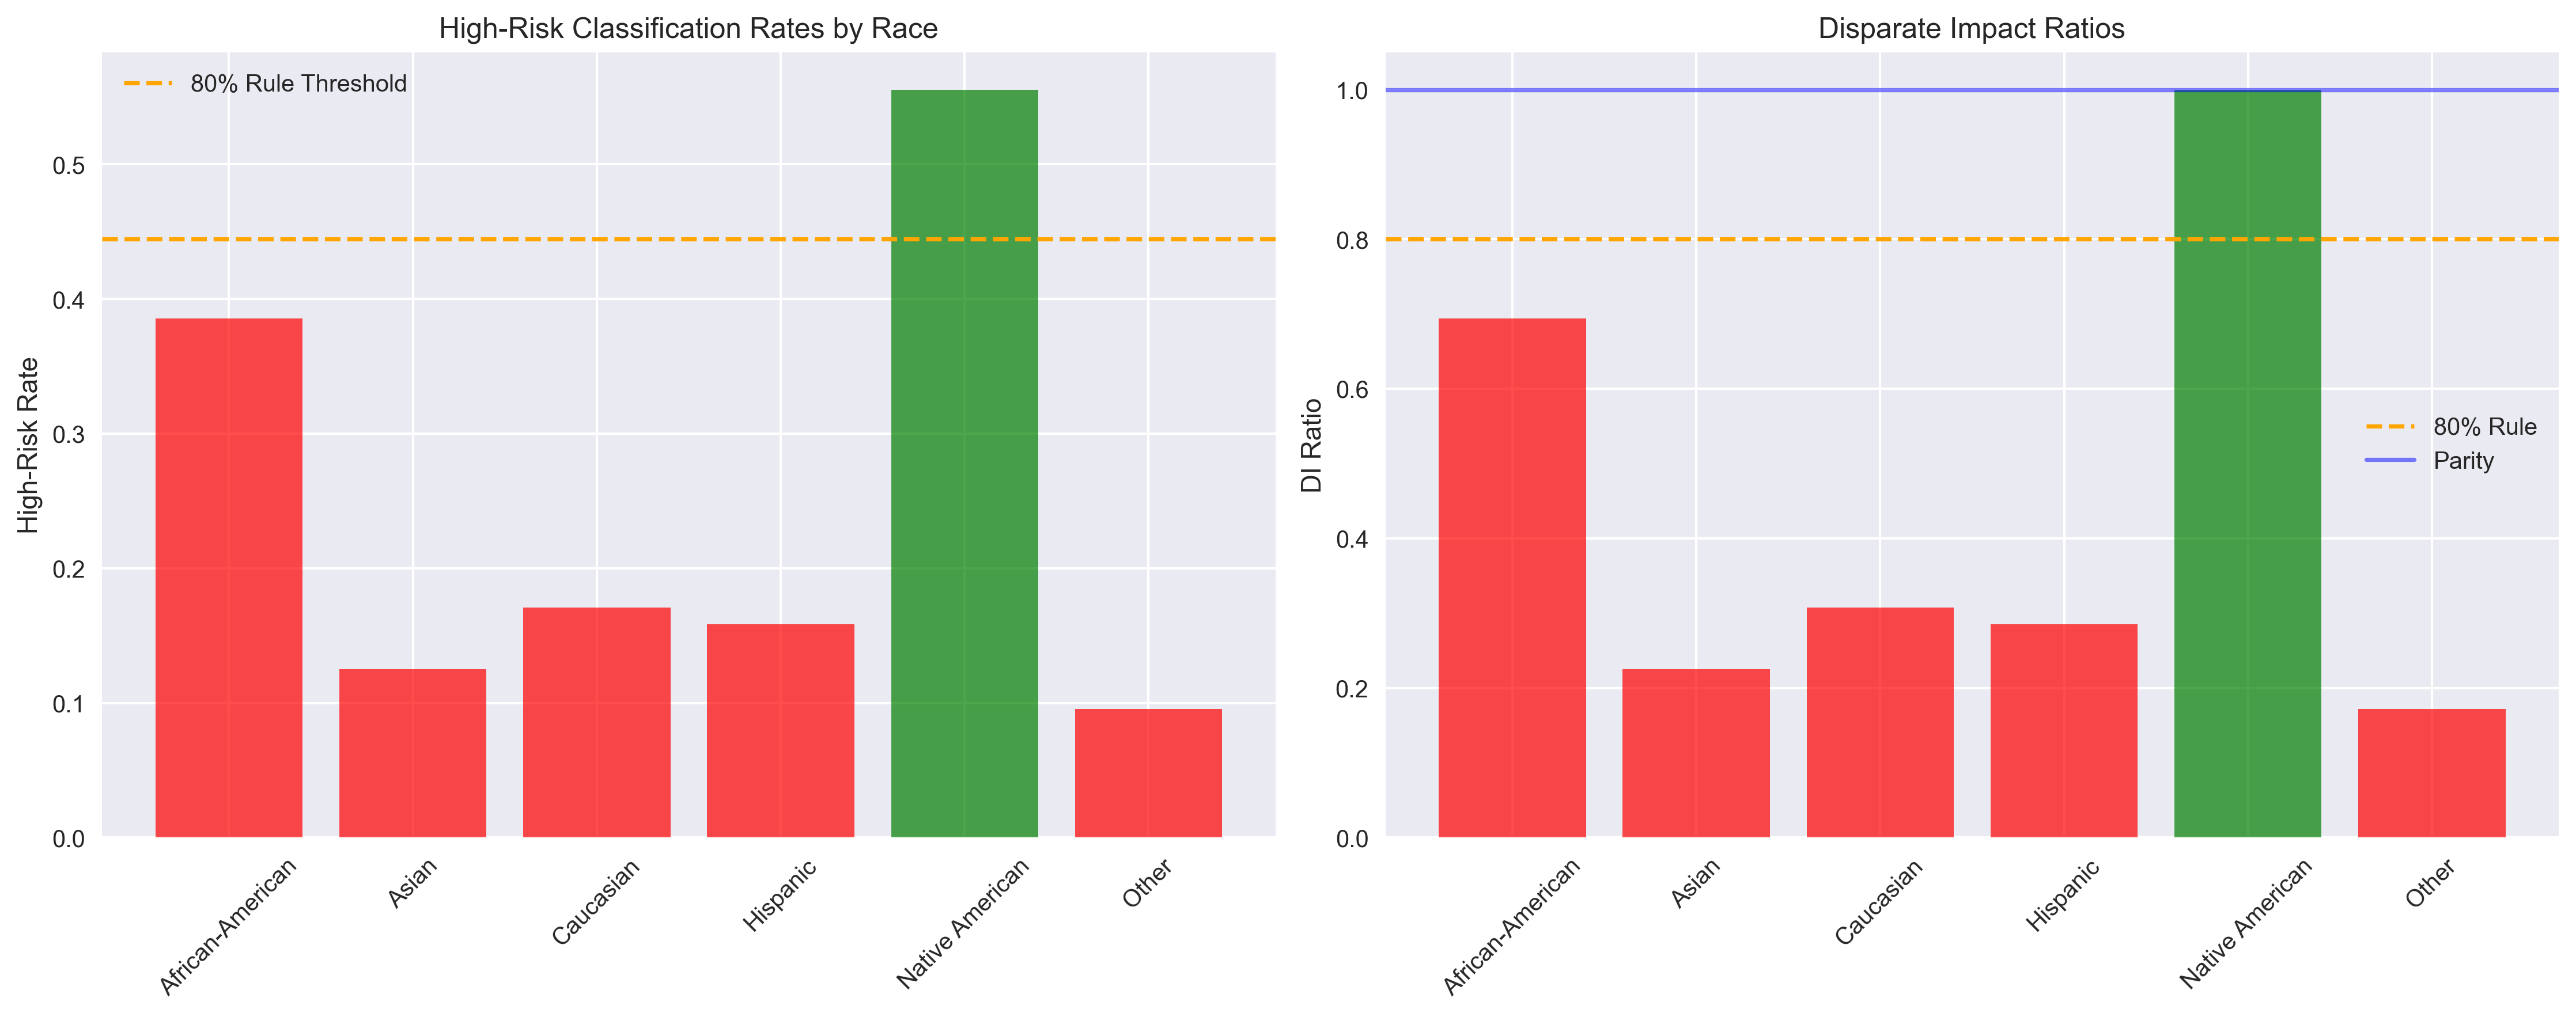 High-Risk Classification Rates by Race
80% Rule Threshold
High-Risk Rate
0.5
0.4
0.3
0.2
0.1
0.0
African-American
Asian
Caucasian
Hispanic
Native American
Other
Disparate Impact Ratios
DI Ratio
1.0
0.8
0.6
0.4
0.2
0.0
80% Rule
Parity
African-American
Asian
Caucasian
Hispanic
Native American
Other